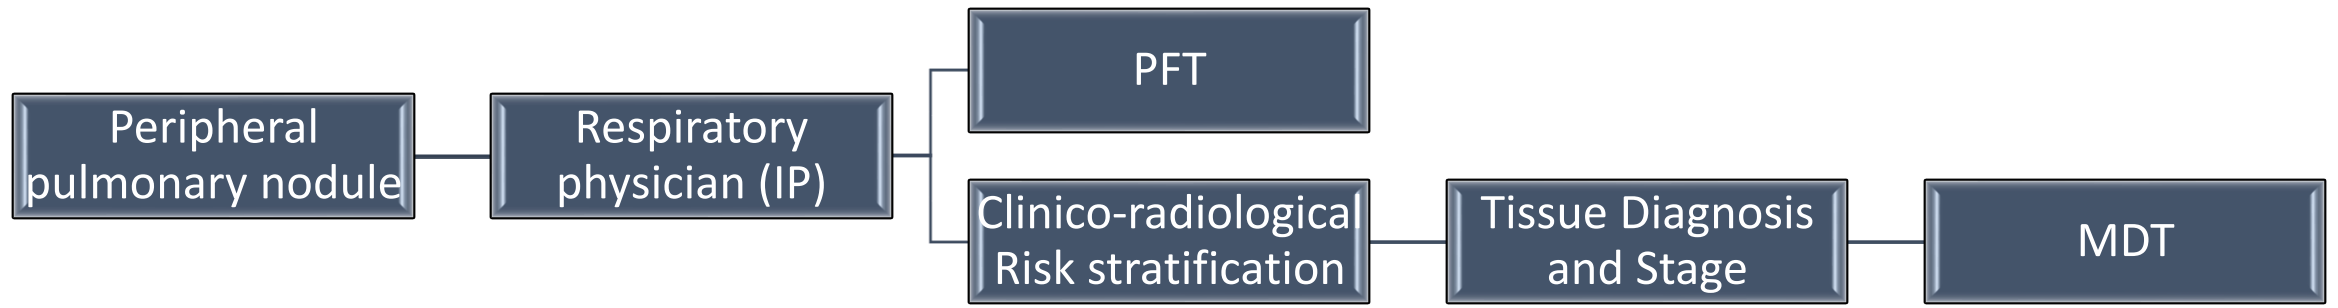 Peripheral
pulmonary nodule
Respiratory
physician (IP)
PFT
Clinico-radiological
Risk stratification
Tissue Diagnosis
and Stage
MDT